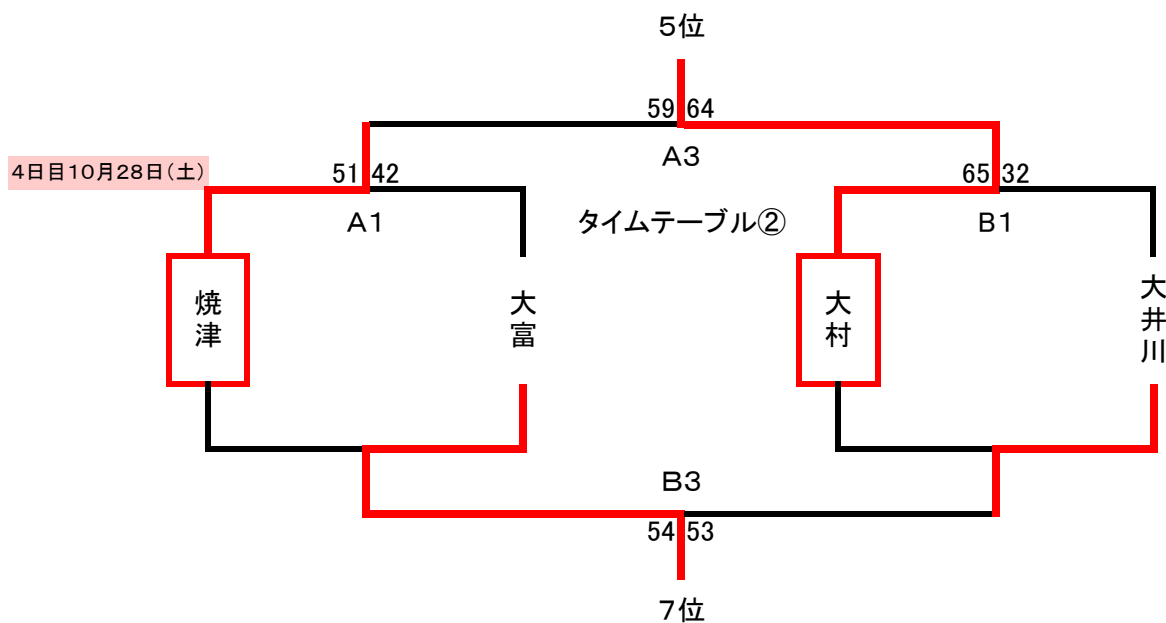 5位
59 64
A3
4日目10月28日(土)
51 42
65 32
A1
タイムテーブル②
B1
焼津
大富
大村
大井川
B3
54 53
7位